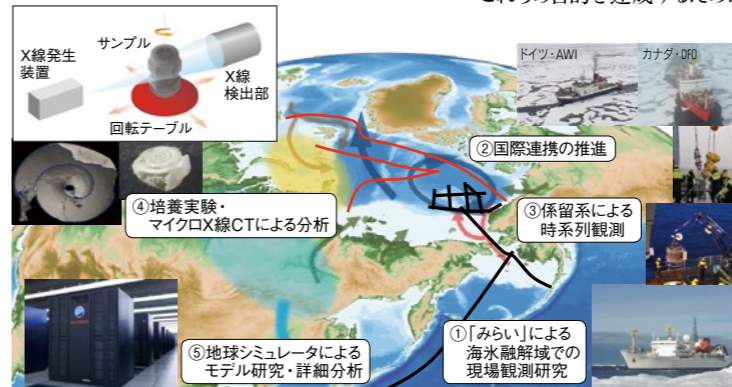 サンプル
X線発生
装置
X線
検出部
回転テーブル
ドイツ・AWI
カナダ・DFO
②国際連携の推進
④培養実験・
マイクロX線CTによる分析
③係留系による
時系列観測
⑤地球シミュレータによる
モデル研究・詳細分析
①「みらい」による
海氷融解域での
現場観測研究